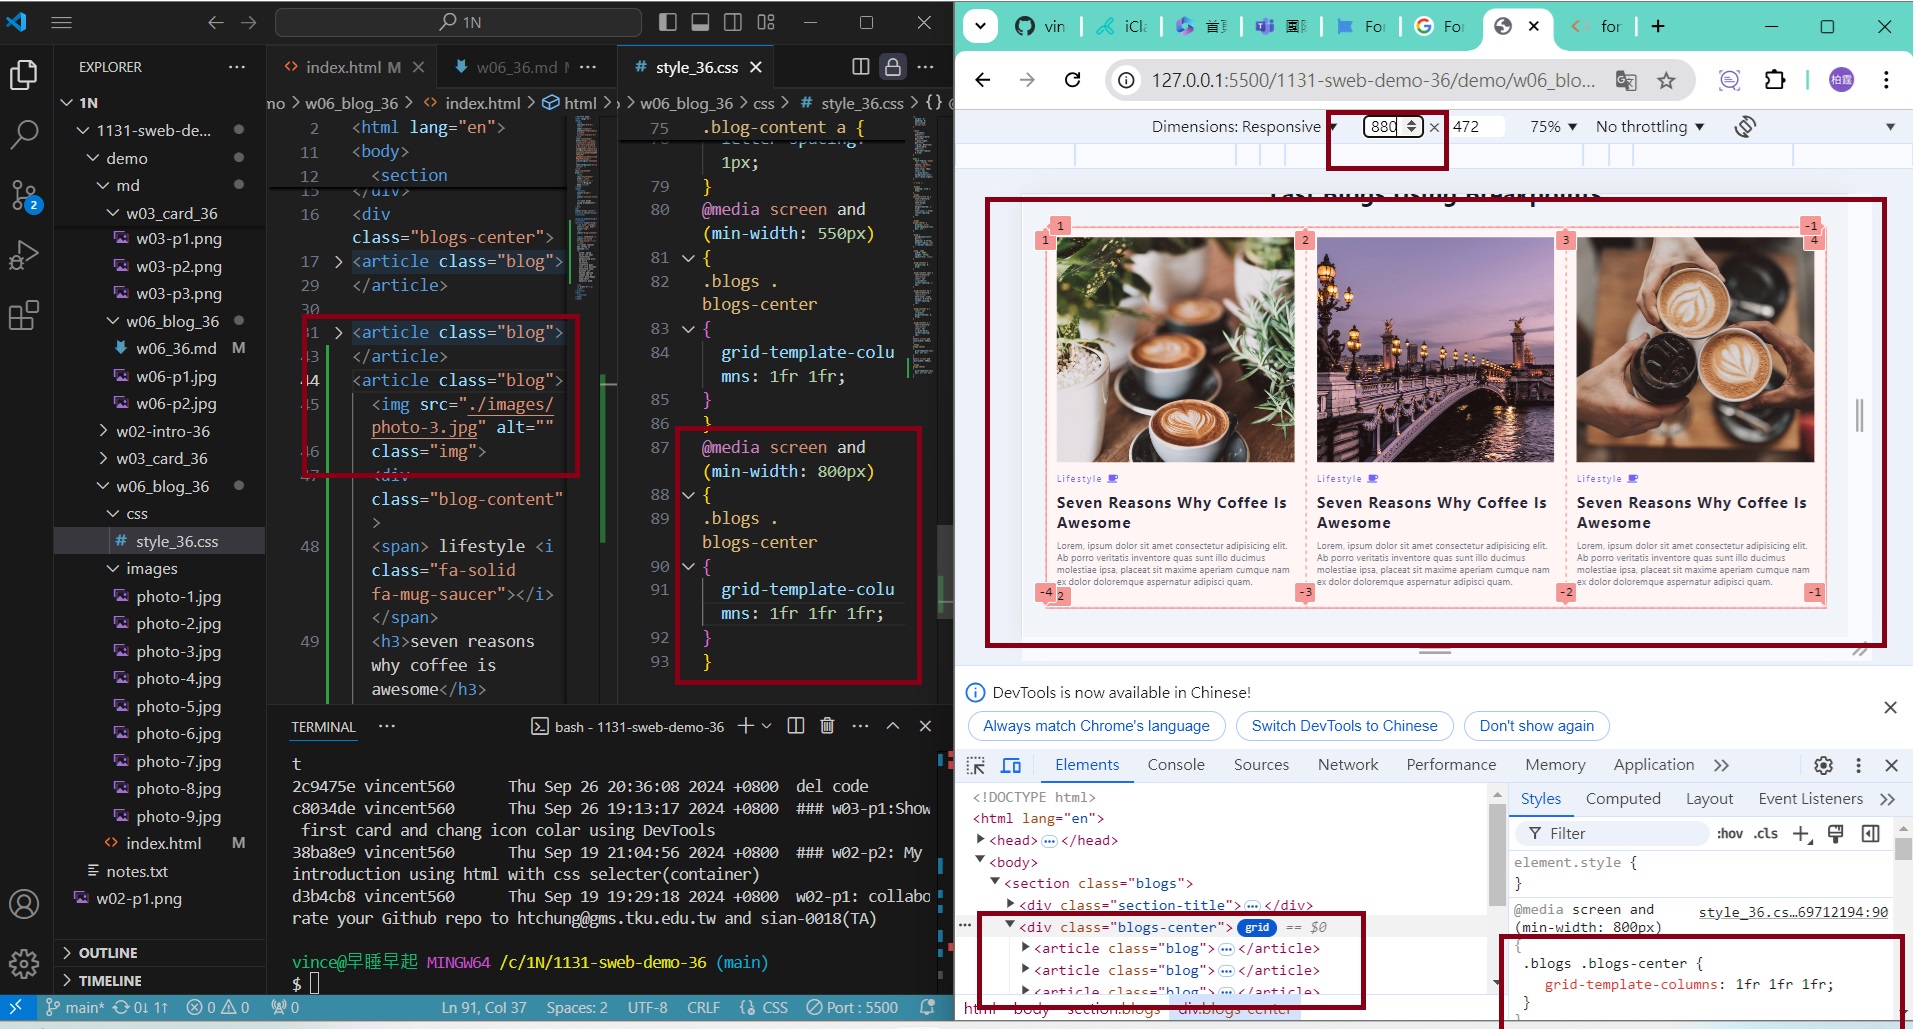 1N
EXPLORER
1N
1131-sweb-de...
demo
md
w03_card_36
w03-p1.png
w03-p2.png
w03-p3.png
w06_blog_36
w06_36.md M
w06-p1.jpg
w06-p2.jpg
w02-intro-36
w03_card_36
w06_blog_36
css
# style_36.css
images
photo-1.jpg
photo-2.jpg
photo-3.jpg
photo-4.jpg
photo-5.jpg
photo-6.jpg
photo-7.jpg
photo-8.jpg
photo-9.jpg
index.html M
notes.txt
w02-p1.png
OUTLINE
TIMELINE
index.html M
w06_36.md
mo > w06_blog_36 > index.html > html >
2 <html lang="en">
11 <body>
12 <section
15 </div>
16 <div
class="blogs-center">
17 <article class="blog">
29 </article>
30
31 <article class="blog">
43 </article>
44 <article class="blog">
45 <img src="./images/
photo-3.jpg" alt=""
46 class="img">
47 <div
class="blog-content"
>
48 <span> lifestyle <i
class="fa-solid
fa-mug-saucer"></i>
</span>
49 <h3>seven reasons
why coffee is
awesome</h3>
# style_36.css
> w06_blog_36 > css > # style_36.css > {}
75 .blog-content a {
letter-spacing:
1px;
79 }
80 @media screen and
(min-width: 550px)
81 {
82 .blogs .
blogs-center
83 {
84 grid-template-colu
mns: 1fr 1fr;
85 }
86 }
87 @media screen and
(min-width: 800px)
88 {
89 .blogs .
blogs-center
90 {
91 grid-template-colu
mns: 1fr 1fr 1fr;
92 }
93 }
TERMINAL
bash - 1131-sweb-demo-36
t
2c9475e vincent560 Thu Sep 26 20:36:08 2024 +0800 del code
c8034de vincent560 Thu Sep 26 19:13:17 2024 +0800 ### w03-p1:Show
first card and chang icon colar using DevTools
38ba8e9 vincent560 Thu Sep 19 21:04:56 2024 +0800 ### w02-p2: My
introduction using html with css selecter(container)
d3b4cb8 vincent560 Thu Sep 19 19:29:18 2024 +0800 w02-p1: collabo
rate your Github repo to htchung@gms.tku.edu.tw and sian-0018(TA)
vince@早睡早起 MINGW64 /c/1N/1131-sweb-demo-36 (main)
$
main* 0↓ 1↑ 0 0 0 Ln 91, Col 37 Spaces: 2 UTF-8 CRLF {} CSS Port : 5500
vin iCl 首 For Fo for
127.0.0.1:5500/1131-sweb-demo-36/demo/w06_blo...
柏霆
Dimensions: Responsive 880 × 472 75% No throttling
Last Blogs Using Breakpoints
1 1 2 3 -1 4
Lifestyle
Seven Reasons Why Coffee Is
Awesome
Lorem, ipsum dolor sit amet consectetur adipisicing elit.
Ab porro veritatis inventore quas sunt illo ducimus
molestiae ipsa, placeat sit maxime aperiam cumque nam
ex dolor doloremque aspernatur adipisci quam.
Lifestyle
Seven Reasons Why Coffee Is
Awesome
Lorem, ipsum dolor sit amet consectetur adipisicing elit.
Ab porro veritatis inventore quas sunt illo ducimus
molestiae ipsa, placeat sit maxime aperiam cumque nam
ex dolor doloremque aspernatur adipisci quam.
Lifestyle
Seven Reasons Why Coffee Is
Awesome
Lorem, ipsum dolor sit amet consectetur adipisicing elit.
Ab porro veritatis inventore quas sunt illo ducimus
molestiae ipsa, placeat sit maxime aperiam cumque nam
ex dolor doloremque aspernatur adipisci quam.
-4 2 -3 -2 -1
DevTools is now available in Chinese!
Always match Chrome's language
Switch DevTools to Chinese
Don't show again
Elements Console Sources Network Performance Memory Application
<!DOCTYPE html>
<html lang="en">
<head>…</head>
<body>
<section class="blogs">
<div class="section-title">…</div>
<div class="blogs-center"> grid == $0
<article class="blog">…</article>
<article class="blog">…</article>
<article class="blog">…</article>
html body section.blogs div.blogs-center
Styles Computed Layout Event Listeners
Filter :hov .cls
element.style {
}
@media screen and style_36.cs…69712194:90
(min-width: 800px)
{
.blogs .blogs-center {
grid-template-columns: 1fr 1fr 1fr;
}